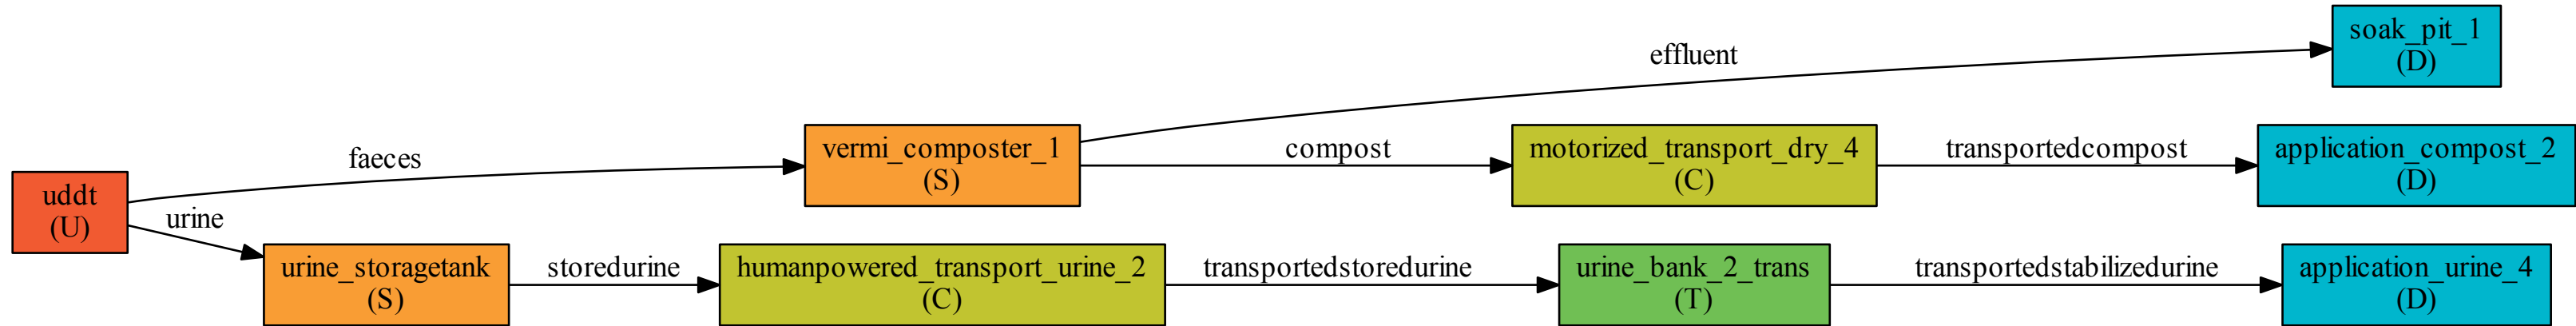 soak_pit_1
(D)
effluent
vermi_composter_1
(S)
compost
motorized_transport_dry_4
(C)
transportedcompost
application_compost_2
(D)
faeces
uddt
(U)
urine
urine_storagetank
(S)
storedurine
humanpowered_transport_urine_2
(C)
transportedstoredurine
urine_bank_2_trans
(T)
transportedstabilizedurine
application_urine_4
(D)